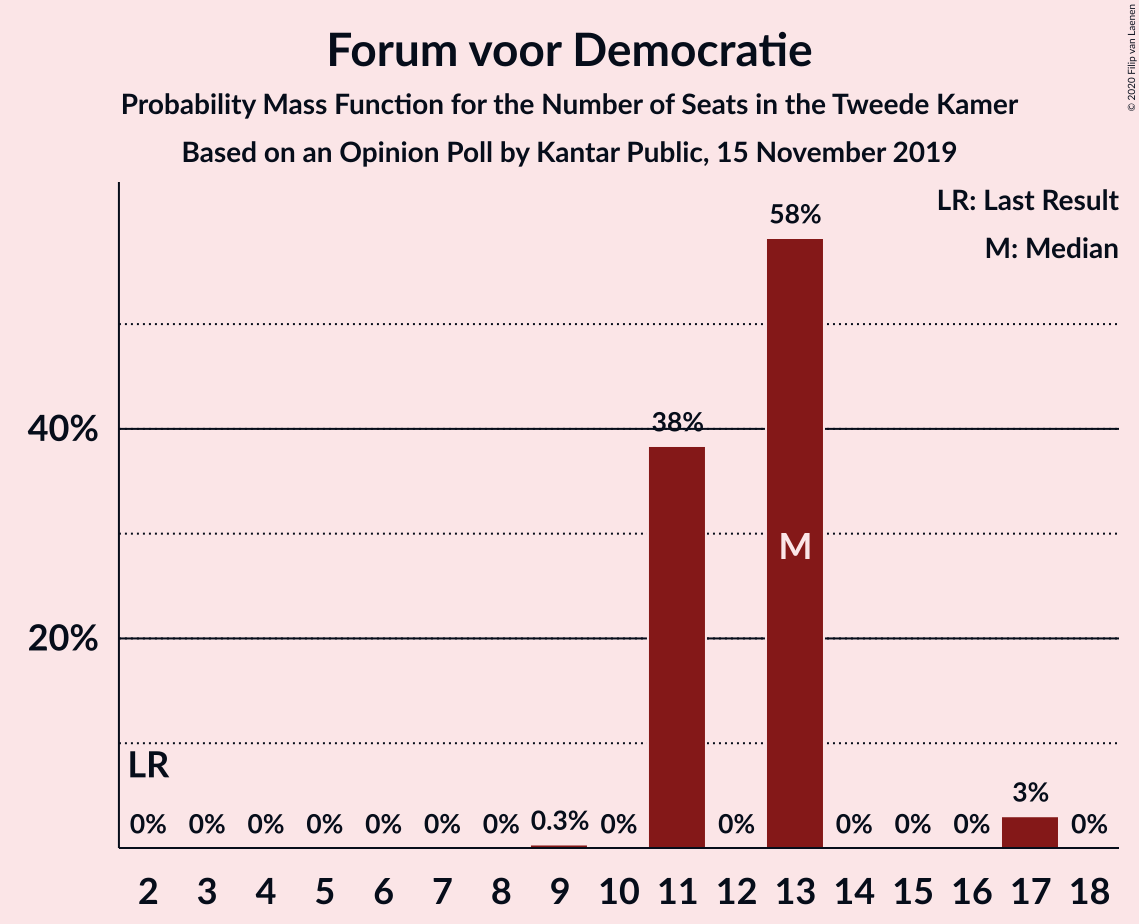 Forum voor Democratie
Probability Mass Function for the Number of Seats in the Tweede Kamer
Based on an Opinion Poll by Kantar Public, 15 November 2019
© 2020 Filip van Laenen
LR: Last Result
M: Median
58%
40%
38%
M
20%
LR
0% 0% 0% 0% 0% 0% 0% 0.3% 0% 0% 0% 0% 0% 3% 0%
2 3 4 5 6 7 8 9 10 11 12 13 14 15 16 17 18